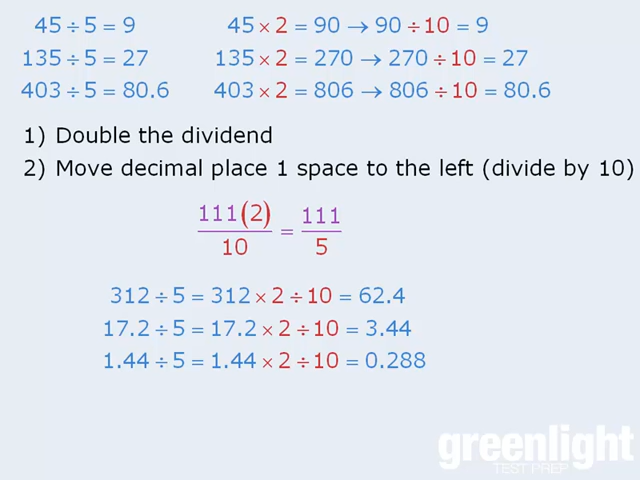 45 ÷ 5 = 9    45 × 2 = 90 → 90 ÷ 10 = 9
135 ÷ 5 = 27    135 × 2 = 270 → 270 ÷ 10 = 27
403 ÷ 5 = 80.6    403 × 2 = 806 → 806 ÷ 10 = 80.6
1) Double the dividend
2) Move decimal place 1 space to the left (divide by 10)
111(2)/10 = 111/5
312 ÷ 5 = 312 × 2 ÷ 10 = 62.4
17.2 ÷ 5 = 17.2 × 2 ÷ 10 = 3.44
1.44 ÷ 5 = 1.44 × 2 ÷ 10 = 0.288
greenlight
TEST PREP